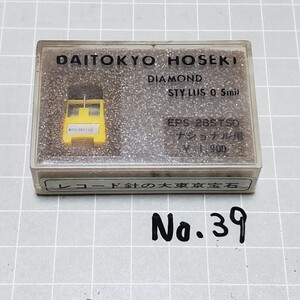 DAITOKYO HOSEKI
DIAMOND
STYLUS 0.5mil
EPS-28STSD
ナショナル用
¥1,900
レコード針の大東京宝石
No.39